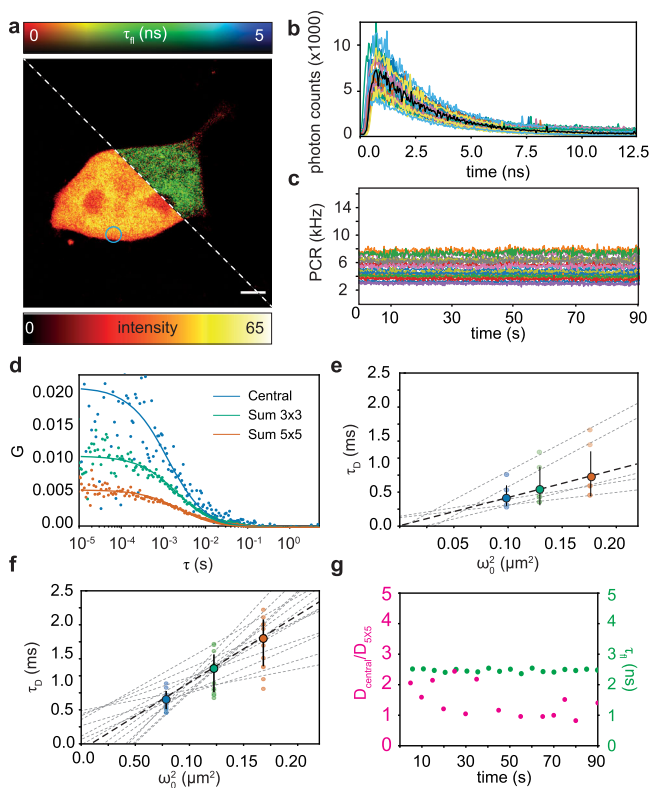 a
0 τfl (ns) 5
0 intensity 65
b
photon counts (x1000)
10
5
0
0.0 2.5 5.0 7.5 10.0 12.5
time (ns)
c
PCR (kHz)
16
12
8
6
2
0 10 30 50 70 90
time (s)
d
G
0.020
0.015
0.010
0.005
0.00
Central
Sum 3x3
Sum 5x5
10-5 10-4 10-3 10-2 10-1 100
τ (s)
e
τD (ms)
2.5
2.0
1.5
1.0
0.5
0.0
0.05 0.10 0.15 0.20
ω02 (μm2)
f
τD (ms)
2.5
2.0
1.5
1.0
0.5
0.0
0.00 0.05 0.10 0.15 0.20
ω02 (μm2)
g
Dcentral/D5X5
5
4
3
2
1
0
τfl (ns)
5
4
3
2
1
0
10 30 50 70 90
time (s)